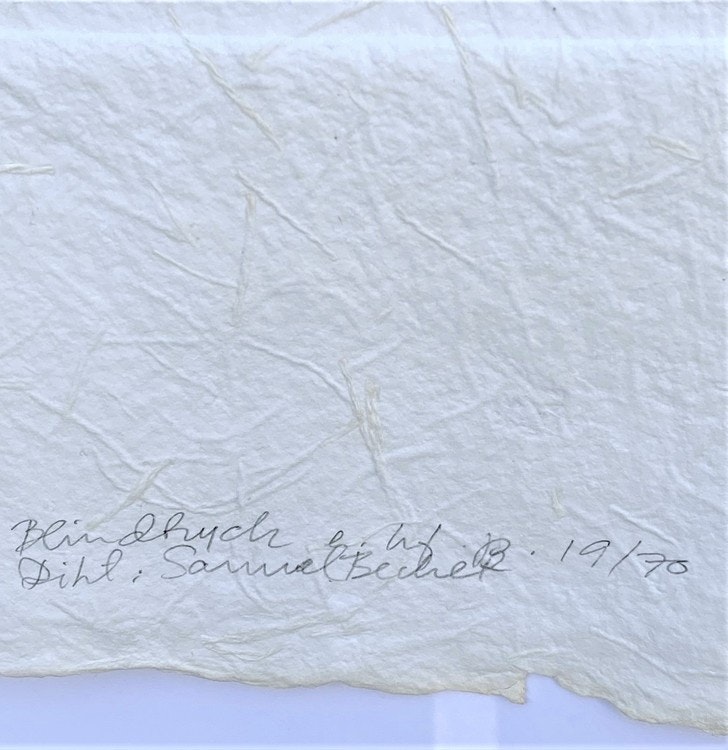 Blindtryck B. 19/70
Dikt: Samuel Beckett